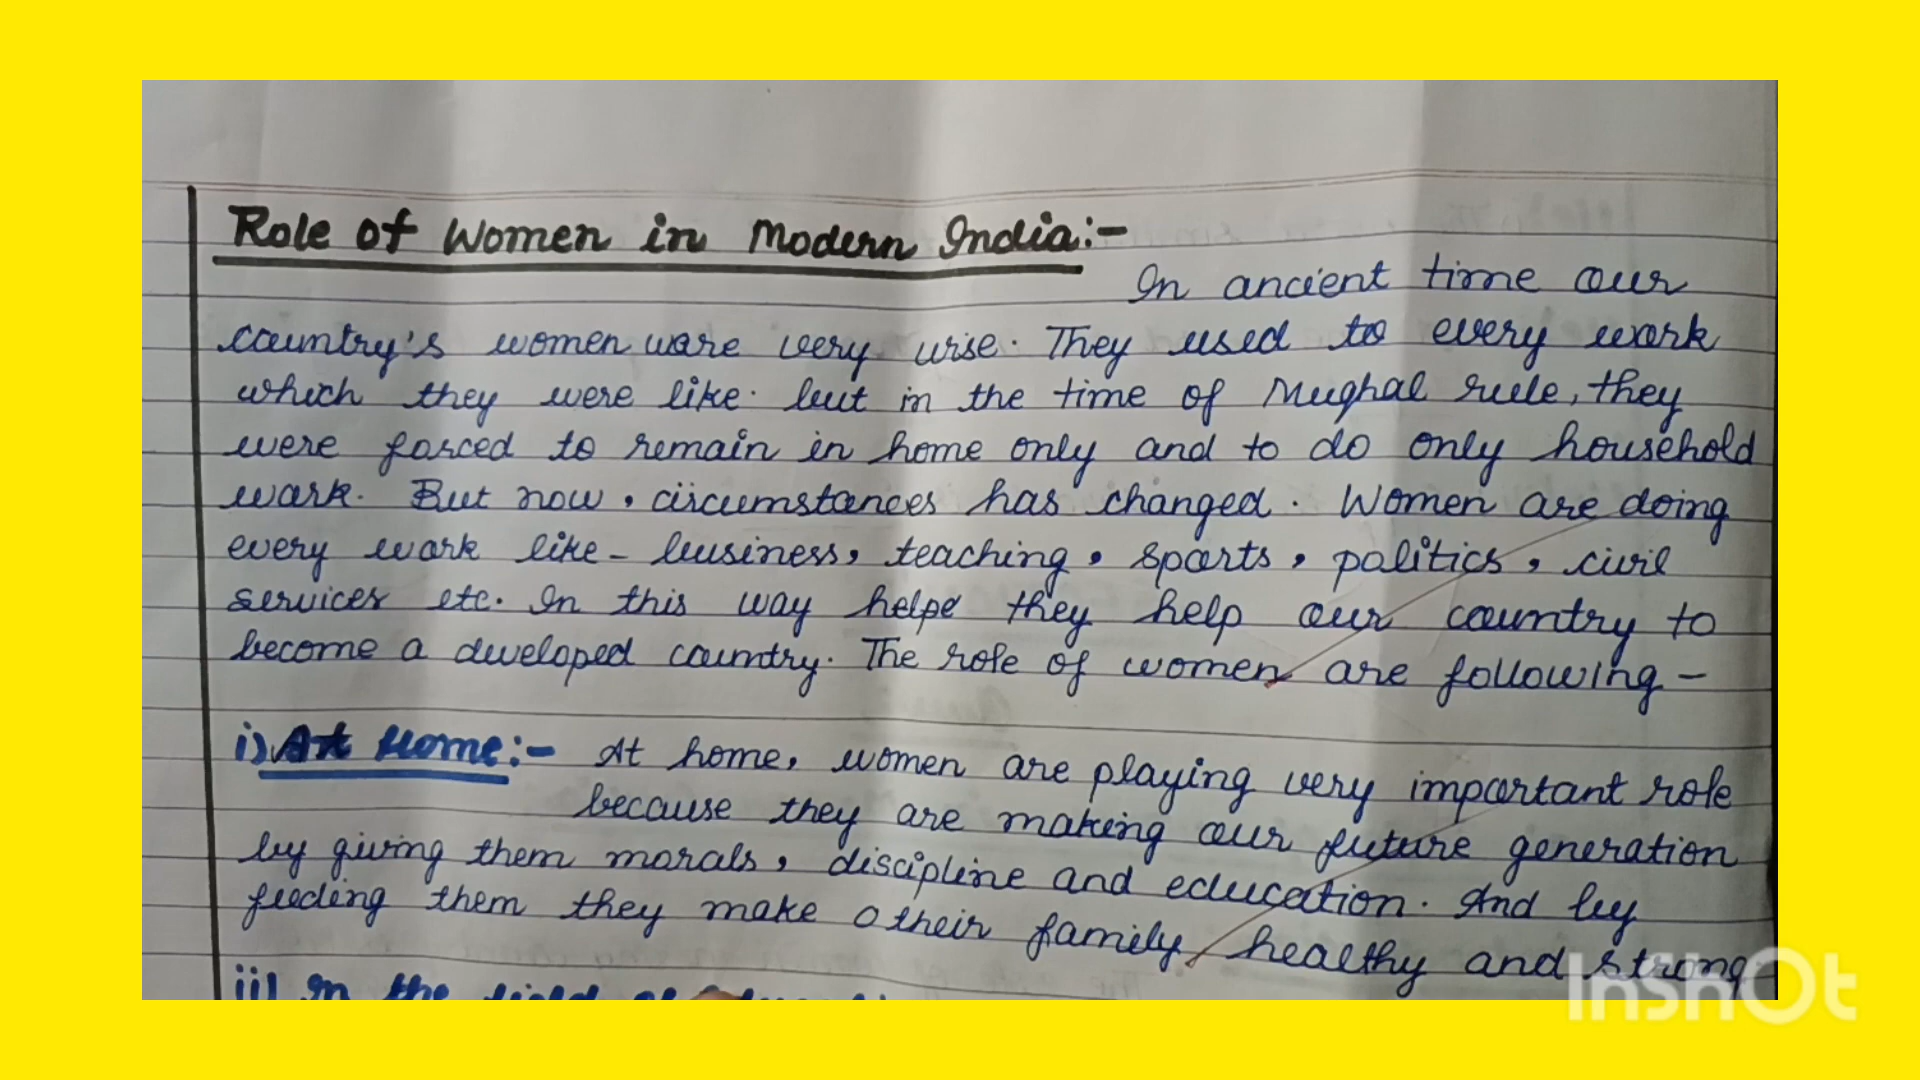 Role of Women in Modern India:-
In ancient time our
country's women ware very wise. They used to every work
which they were like. but in the time of Mughal rule, they
were forced to remain in home only and to do only household
work. But now, circumstances has changed. Women are doing
every work like- business, teaching, sports, politics, civil
services etc. In this way helpe they help our country to
become a developed country. The role of women are following-
i) At Home:- At home, women are playing very important role
because they are making our future generation
by giving them morals, discipline and education. And by
feeding them they make their family healthy and strong
ii) In the field of
InShOt